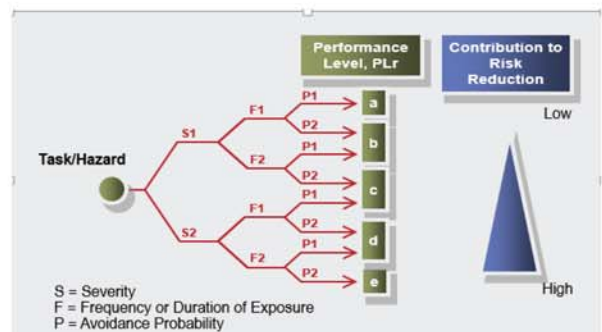 Performance
Level, PLr
Contribution to
Risk
Reduction
Low
P1
a
F1
P2
S1
b
P1
F2
P2
Task/Hazard
c
P1
F1
P2
S2
d
P1
F2
P2
e
High
S = Severity
F = Frequency or Duration of Exposure
P = Avoidance Probability